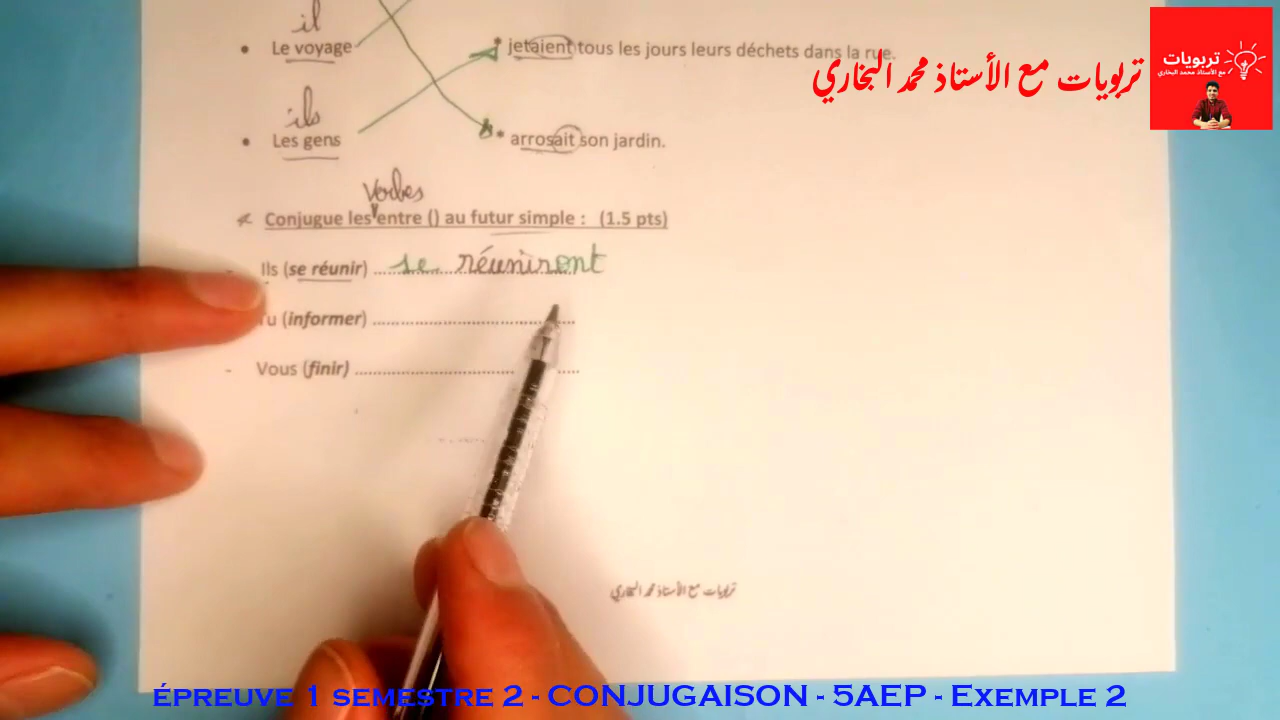 il
• Le voyage
• jetaient tous les jours leurs déchets dans la rue.
تربويات مع الأستاذ محمد البخاري
تربويات
مع الأستاذ محمد البخاري
ils
• Les gens
• arrosait son jardin.
Verbes
Conjugue les entre () au futur simple : (1.5 pts)
- Ils (se réunir) ...... se réuniront
Tu (informer) ......
- Vous (finir) ......
تربويات مع الأستاذ محمد البخاري
épreuve 1 semestre 2 - CONJUGAISON - 5AEP - Exemple 2